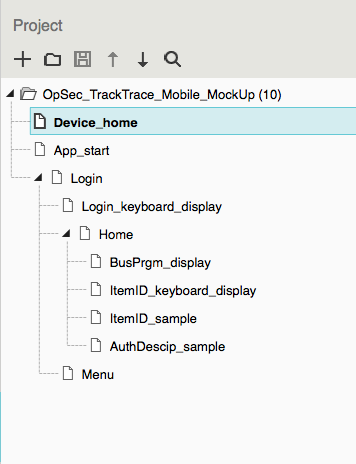 Project
OpSec_TrackTrace_Mobile_MockUp (10)
Device_home
App_start
Login
Login_keyboard_display
Home
BusPrgm_display
ItemID_keyboard_display
ItemID_sample
AuthDescip_sample
Menu